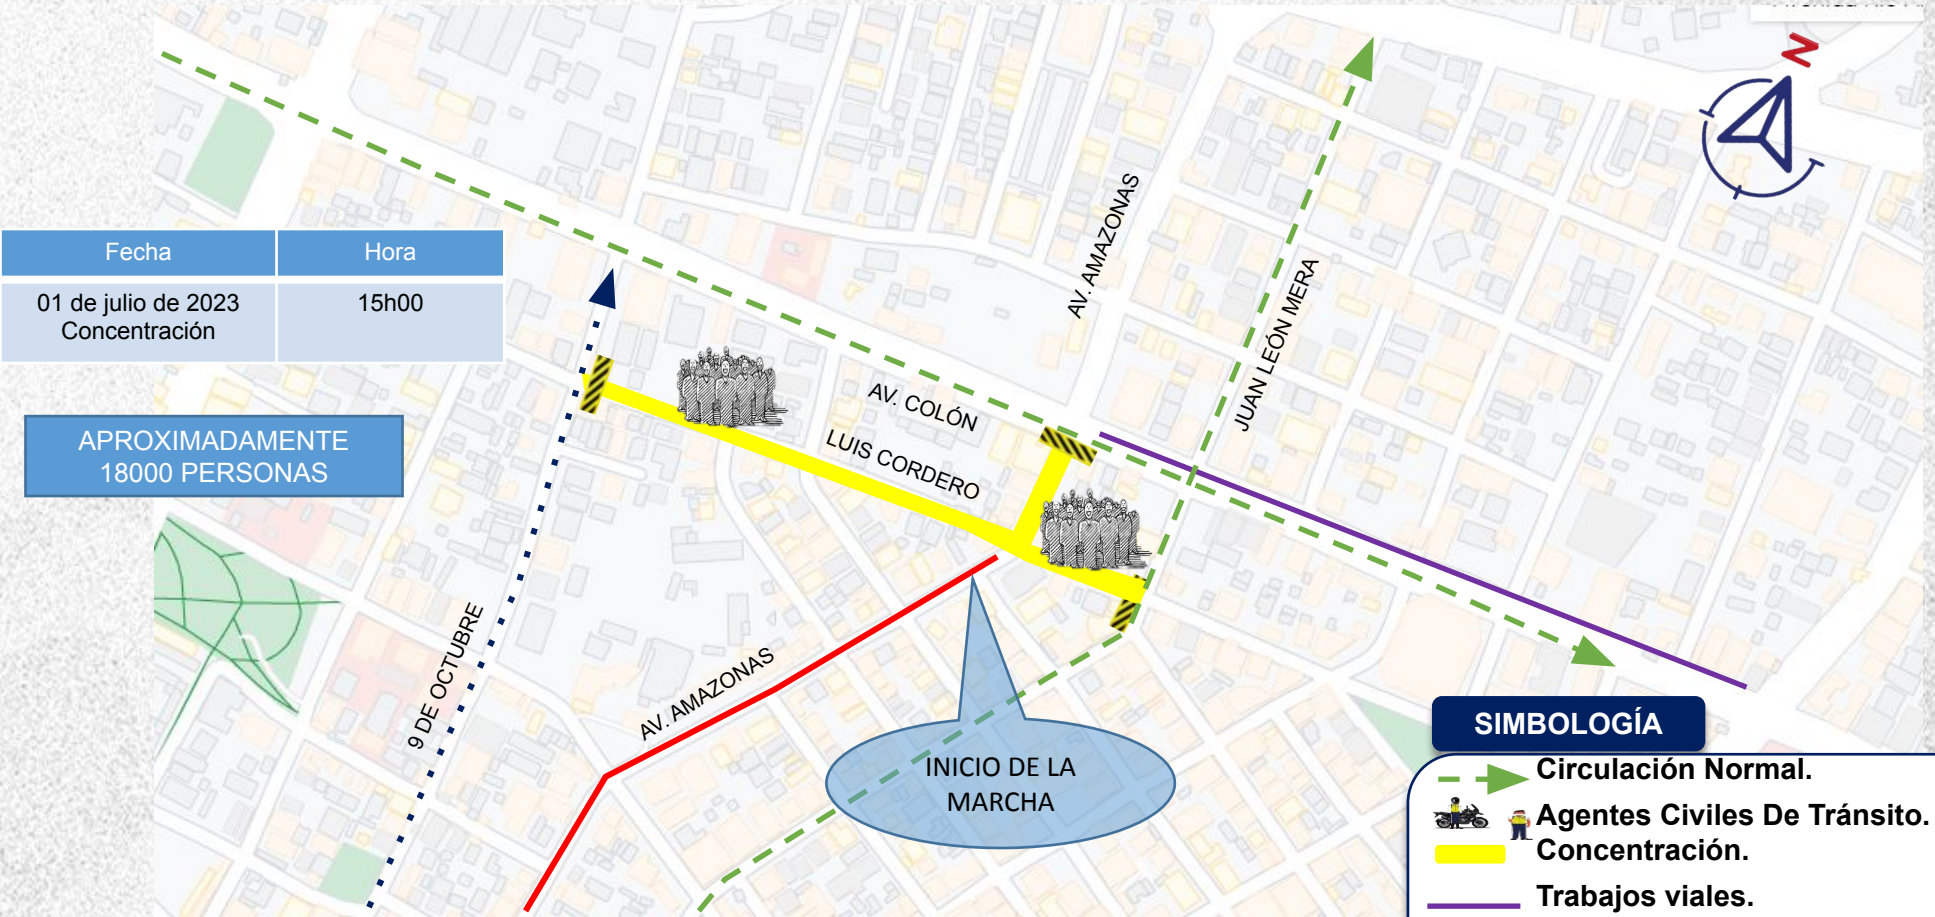 Fecha
Hora
01 de julio de 2023
Concentración
15h00
APROXIMADAMENTE
18000 PERSONAS
N
AV. AMAZONAS
JUAN LEÓN MERA
AV. COLÓN
LUIS CORDERO
9 DE OCTUBRE
AV. AMAZONAS
INICIO DE LA
MARCHA
SIMBOLOGÍA
Circulación Normal.
Agentes Civiles De Tránsito.
Concentración.
Trabajos viales.